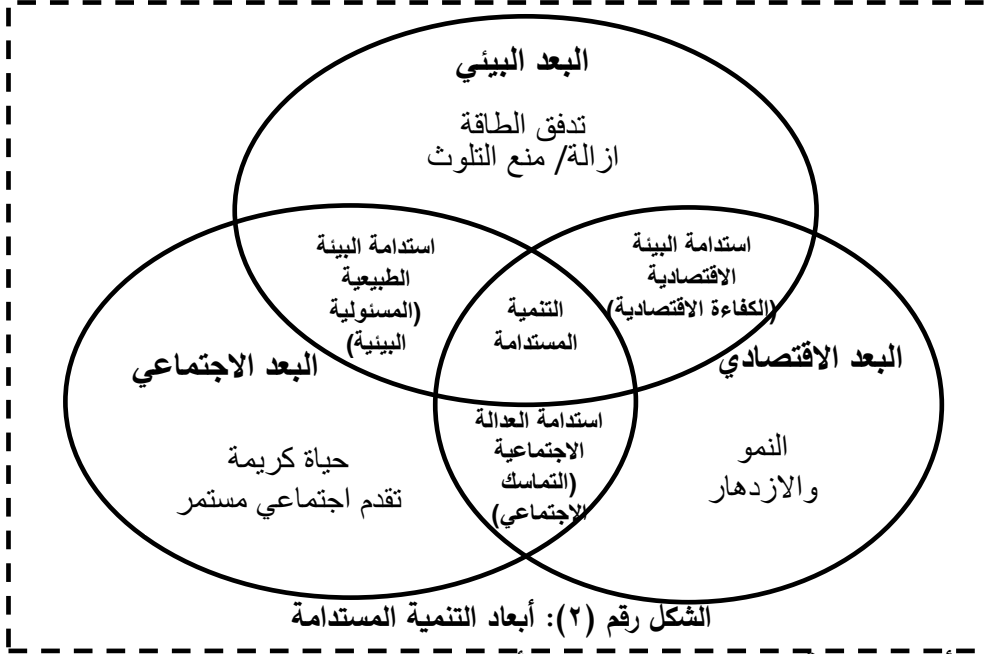 البعد البيئي
تدفق الطاقة
ازالة/ منع التلوث
استدامة البيئة
الاقتصادية
(الكفاءة الاقتصادية)
استدامة البيئة
الطبيعية
(المسئولية
البيئية)
التنمية
المستدامة
البعد الاقتصادي
النمو
والازدهار
البعد الاجتماعي
حياة كريمة
تقدم اجتماعي مستمر
استدامة العدالة
الاجتماعية
(التماسك
الاجتماعي)
الشكل رقم (٢): أبعاد التنمية المستدامة